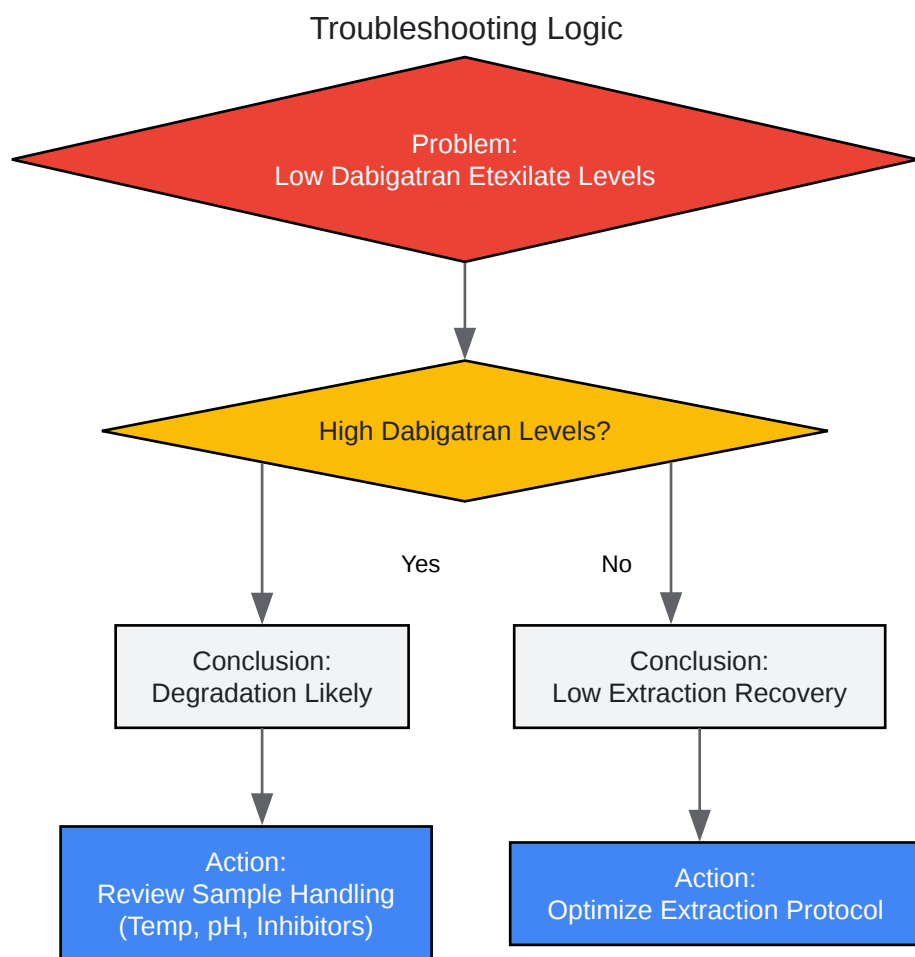 Troubleshooting Logic
Problem:
Low Dabigatran Etexilate Levels
High Dabigatran Levels?
Yes
No
Conclusion:
Degradation Likely
Conclusion:
Low Extraction Recovery
Action:
Review Sample Handling
(Temp, pH, Inhibitors)
Action:
Optimize Extraction Protocol